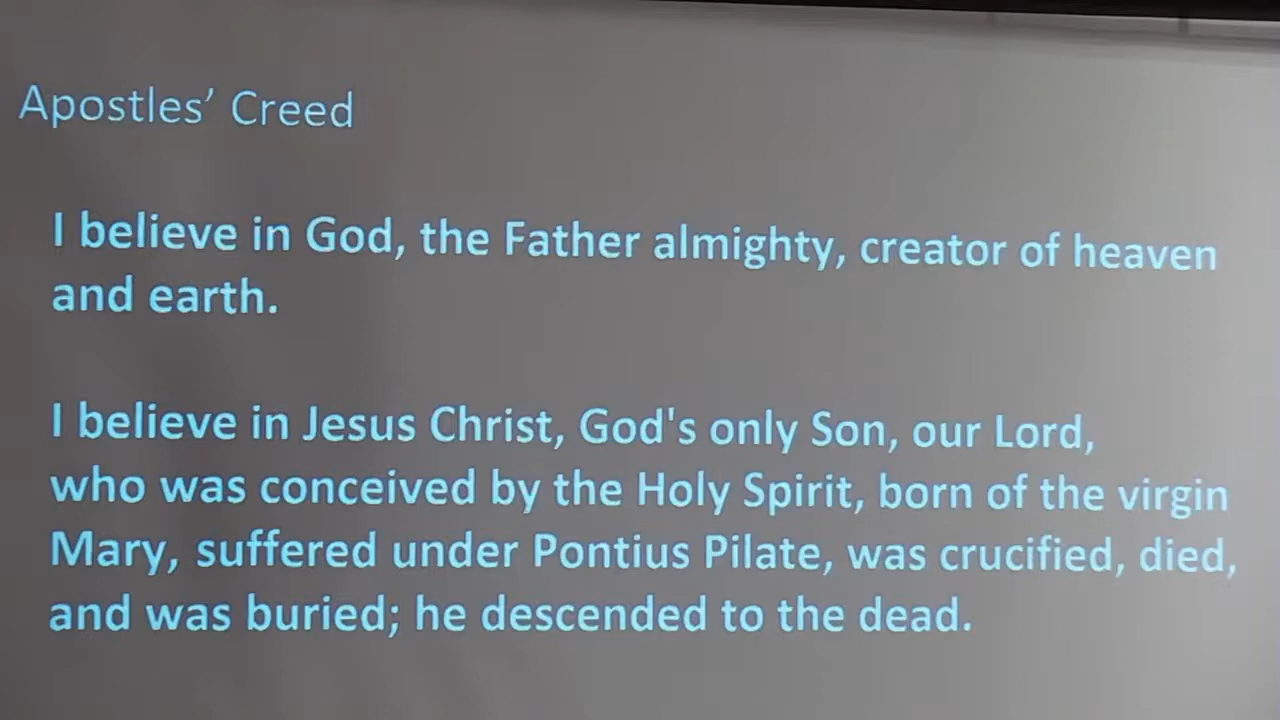 Apostles’ Creed
I believe in God, the Father almighty, creator of heaven
and earth.
I believe in Jesus Christ, God's only Son, our Lord,
who was conceived by the Holy Spirit, born of the virgin
Mary, suffered under Pontius Pilate, was crucified, died,
and was buried; he descended to the dead.